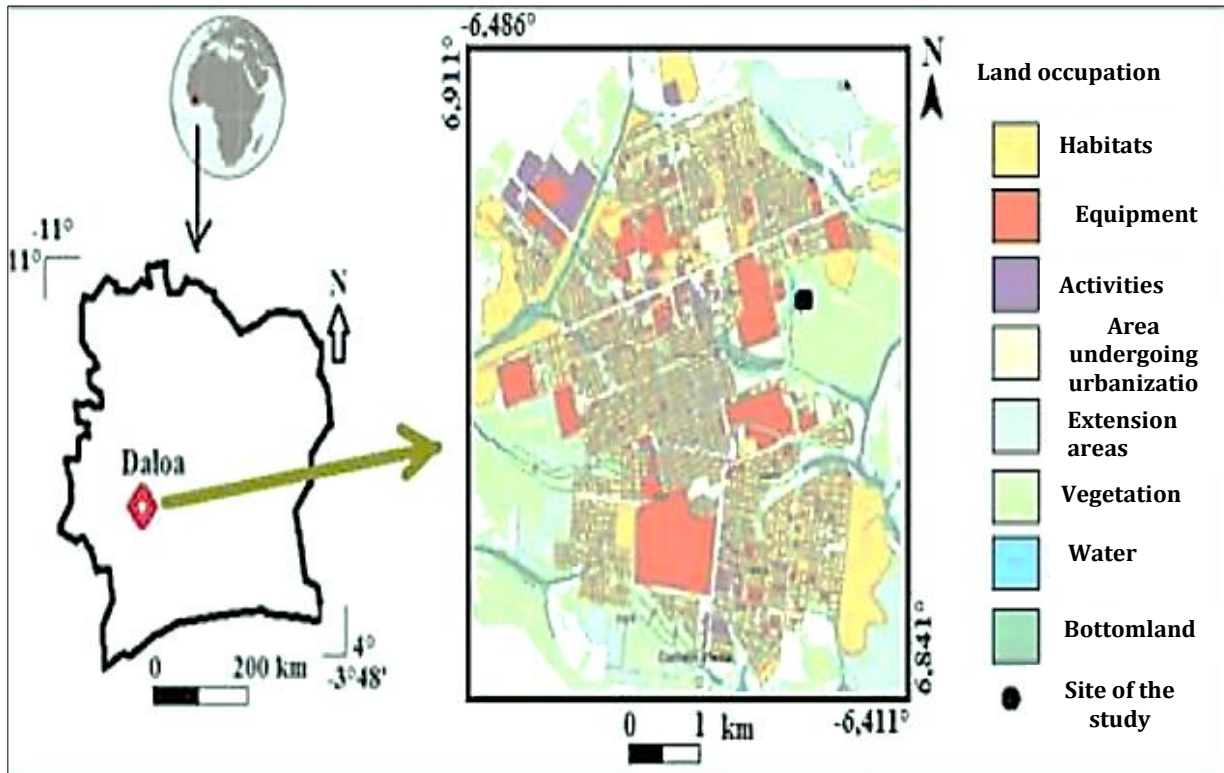 -6.486°
6,911°
N
-11°
11°
N
Daloa
4°
-3°48'
0 200 km
6,841°
-6,411°
0 1 km
Land occupation
Habitats
Equipment
Activities
Area
undergoing
urbanizatio
Extension
areas
Vegetation
Water
Bottomland
Site of the
study